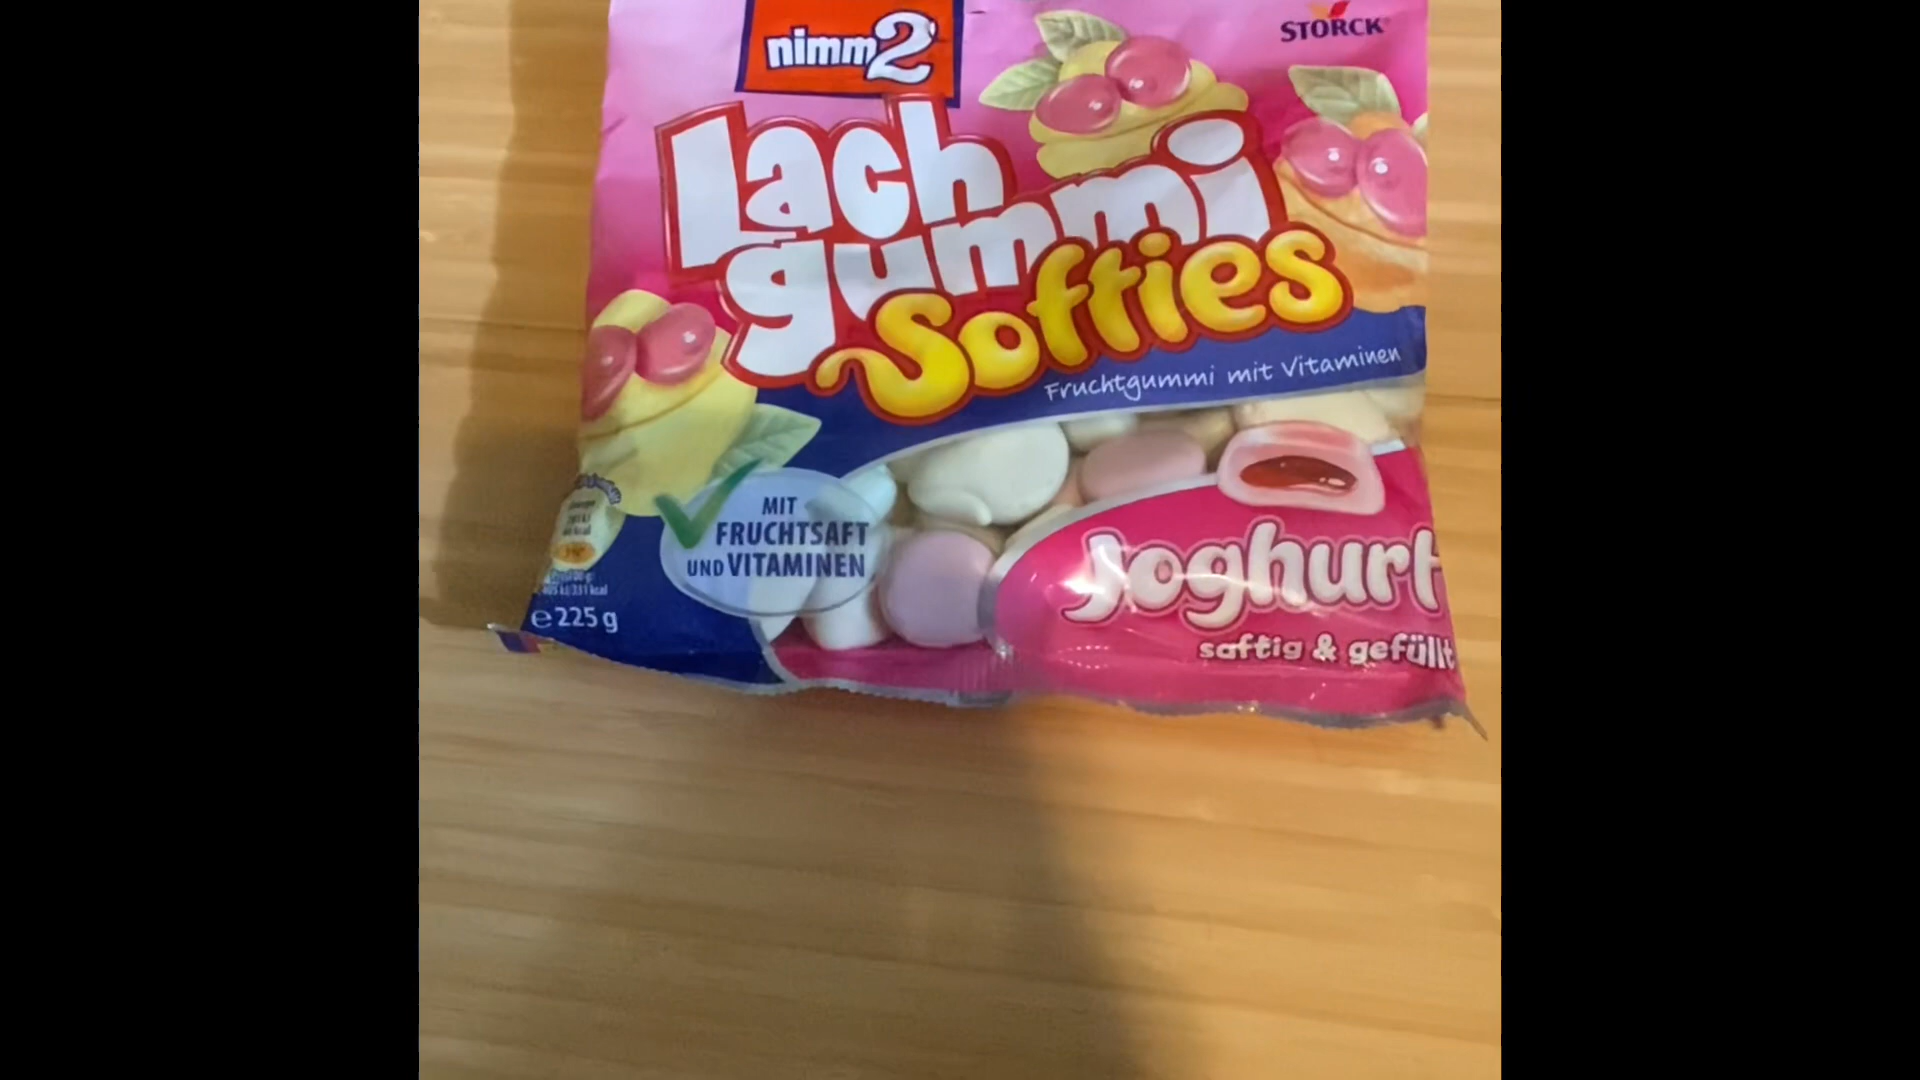 nimm2
STORCK
Lach
gummi
Softies
Fruchtgummi mit Vitaminen
MIT
FRUCHTSAFT
UND VITAMINEN
e 225 g
Joghurt
saftig & gefüllt